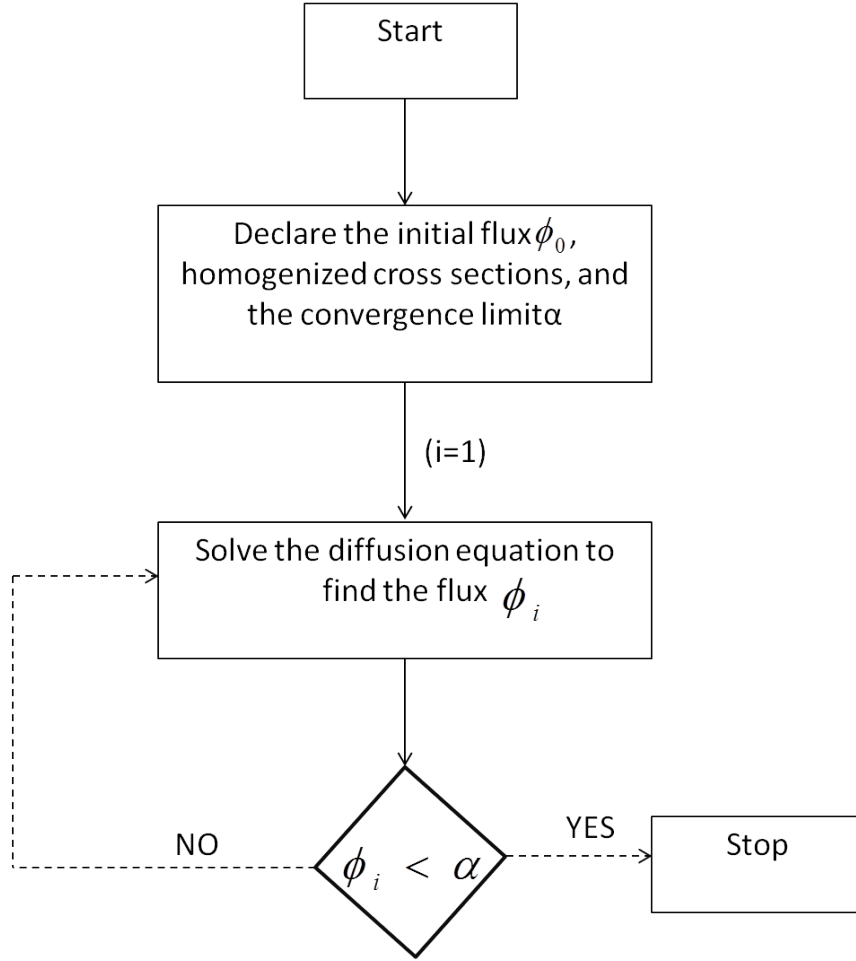 Start
Declare the initial flux ϕ₀,
homogenized cross sections, and
the convergence limitα
(i=1)
Solve the diffusion equation to
find the flux ϕᵢ
NO
ϕᵢ < α
YES
Stop